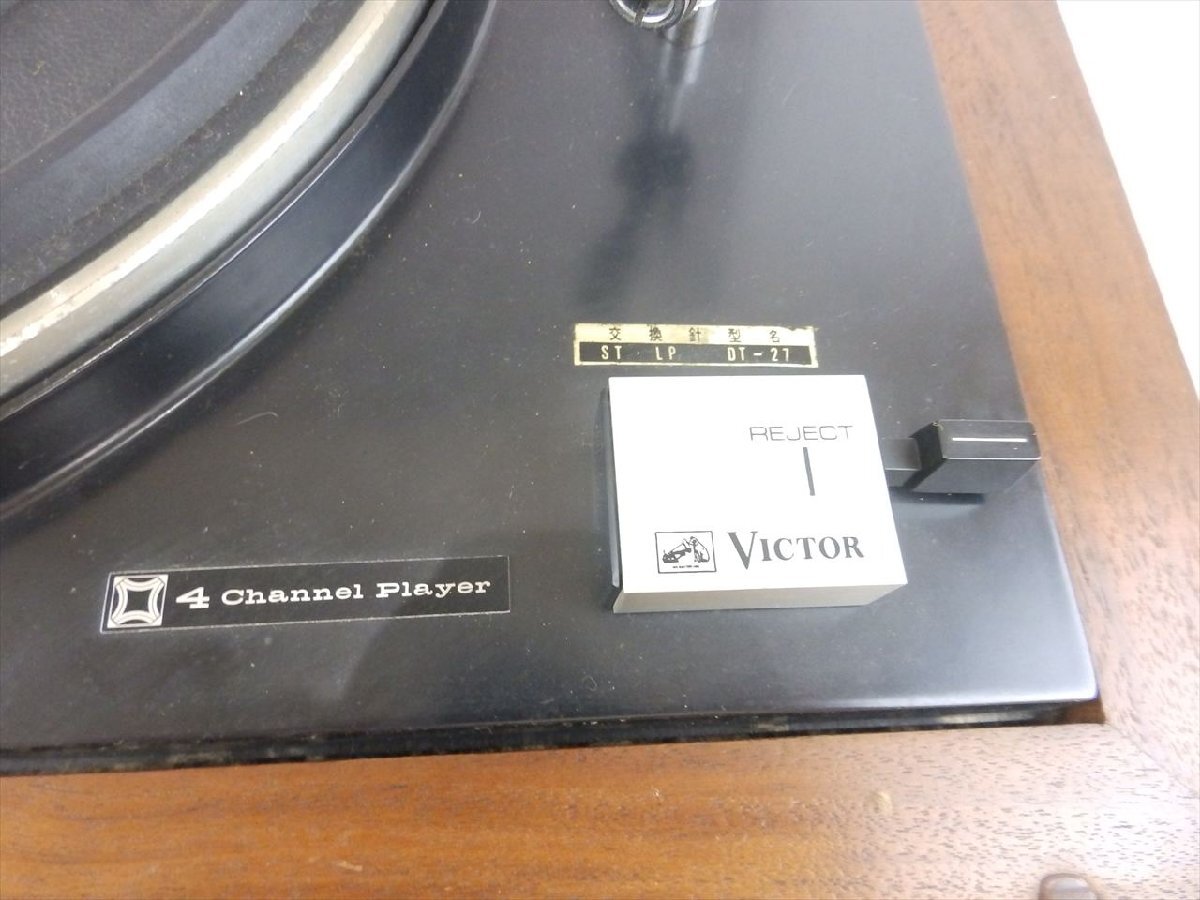 交換針型名
ST LP DT-27
REJECT
VICTOR
4 Channel Player